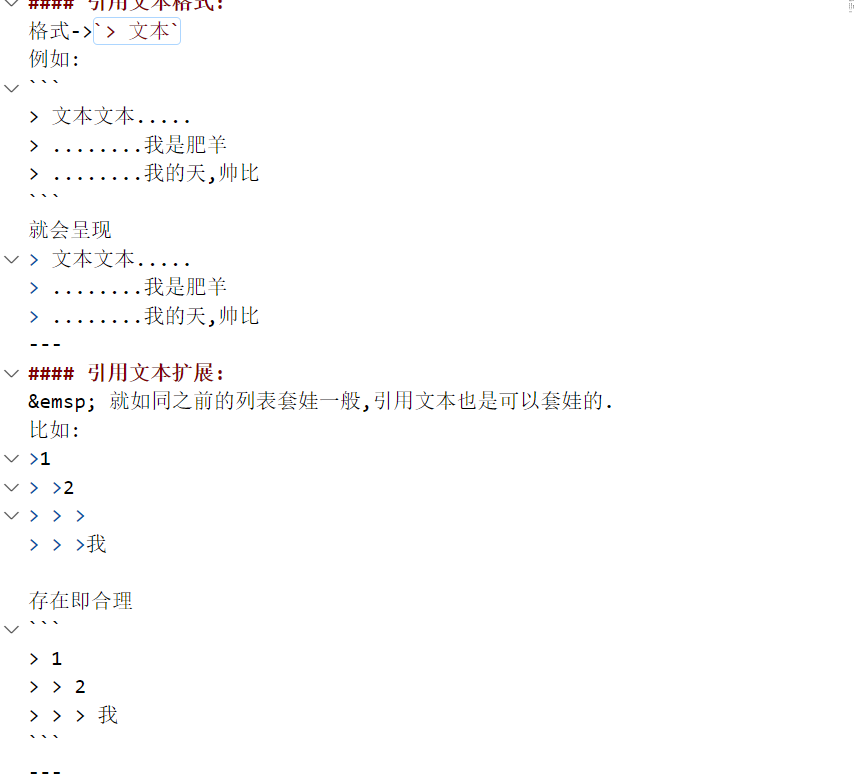 #### 引用文本格式:
格式->`> 文本`
例如:
```
> 文本文本.....
> ........我是肥羊
> ........我的天,帅比
```
就会呈现
> 文本文本.....
> ........我是肥羊
> ........我的天,帅比
---
#### 引用文本扩展:
&emsp; 就如同之前的列表套娃一般,引用文本也是可以套娃的.
比如:
>1
> >2
> > >
> > >我
存在即合理
```
> 1
> > 2
> > > 我
```
---